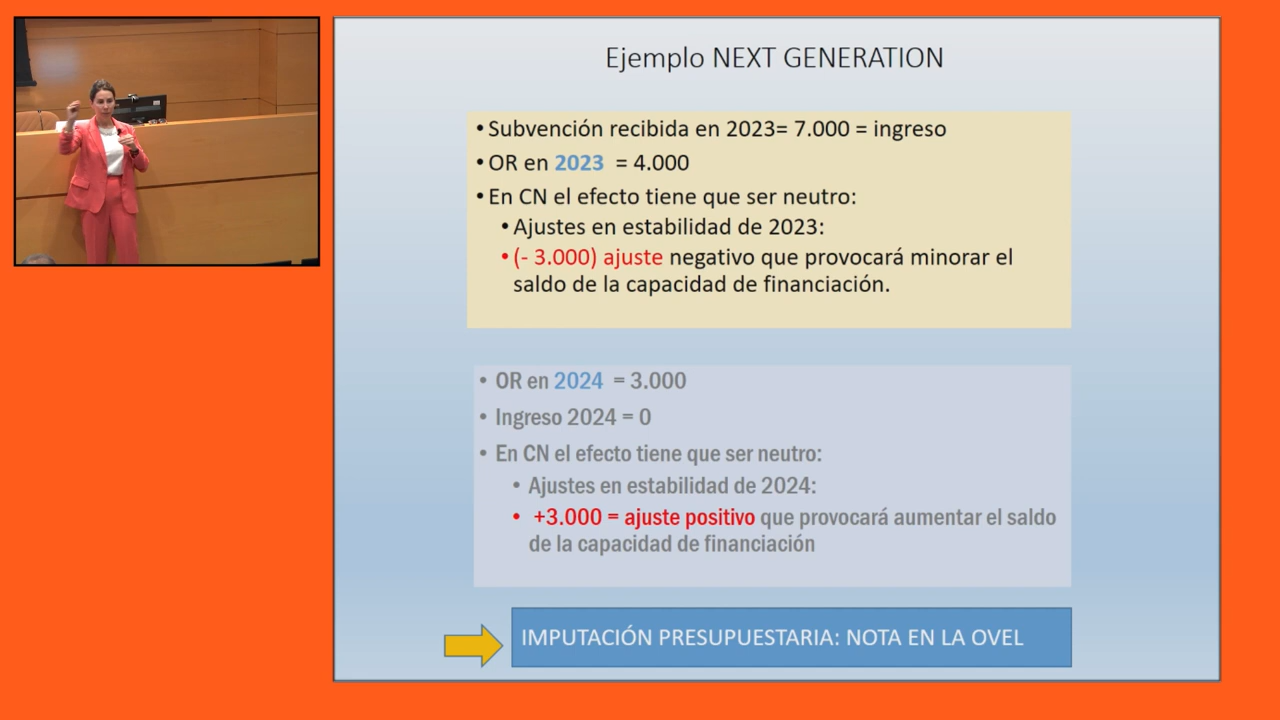 Ejemplo NEXT GENERATION
• Subvención recibida en 2023= 7.000 = ingreso
• OR en 2023 = 4.000
• En CN el efecto tiene que ser neutro:
• Ajustes en estabilidad de 2023:
• (- 3.000) ajuste negativo que provocará minorar el
saldo de la capacidad de financiación.
• OR en 2024 = 3.000
• Ingreso 2024 = 0
• En CN el efecto tiene que ser neutro:
• Ajustes en estabilidad de 2024:
• +3.000 = ajuste positivo que provocará aumentar el saldo
de la capacidad de financiación
IMPUTACIÓN PRESUPUESTARIA: NOTA EN LA OVEL